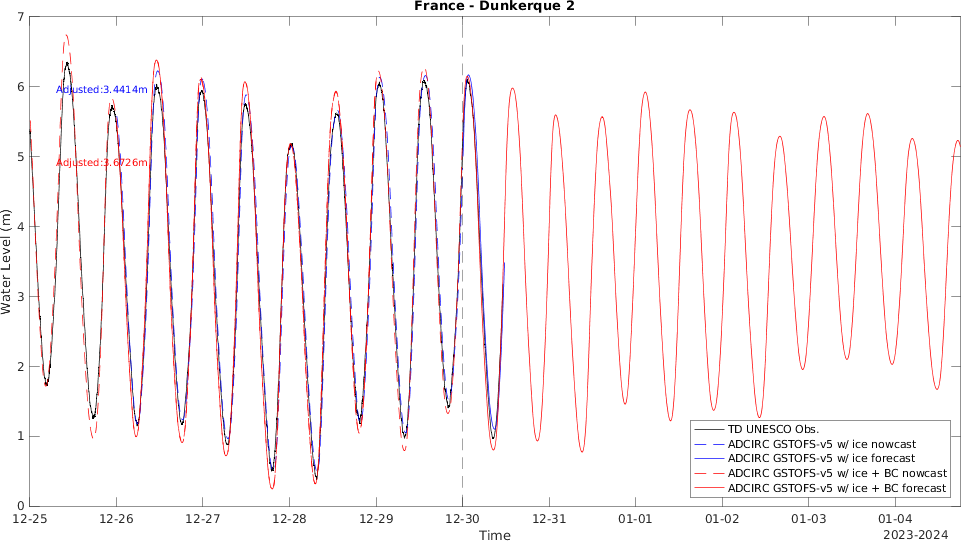 France - Dunkerque 2
7
6
5
4
3
2
1
0
Water Level (m)
Adjusted:3.4414m
Adjusted:3.6726m
TD UNESCO Obs.
ADCIRC GSTOFS-v5 w/ ice nowcast
ADCIRC GSTOFS-v5 w/ ice forecast
ADCIRC GSTOFS-v5 w/ ice + BC nowcast
ADCIRC GSTOFS-v5 w/ ice + BC forecast
12-25 12-26 12-27 12-28 12-29 12-30 12-31 01-01 01-02 01-03 01-04
Time
2023-2024